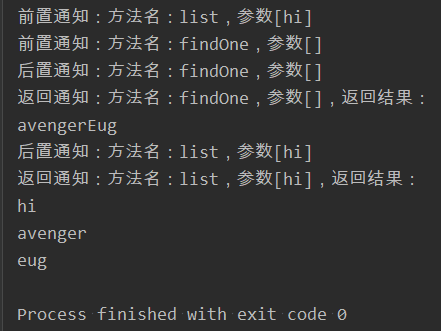 前置通知：方法名：list，参数[hi]
前置通知：方法名：findOne，参数[]
后置通知：方法名：findOne，参数[]
返回通知：方法名：findOne，参数[]，返回结果：
avengerEug
后置通知：方法名：list，参数[hi]
返回通知：方法名：list，参数[hi]，返回结果：
hi
avenger
eug
Process finished with exit code 0